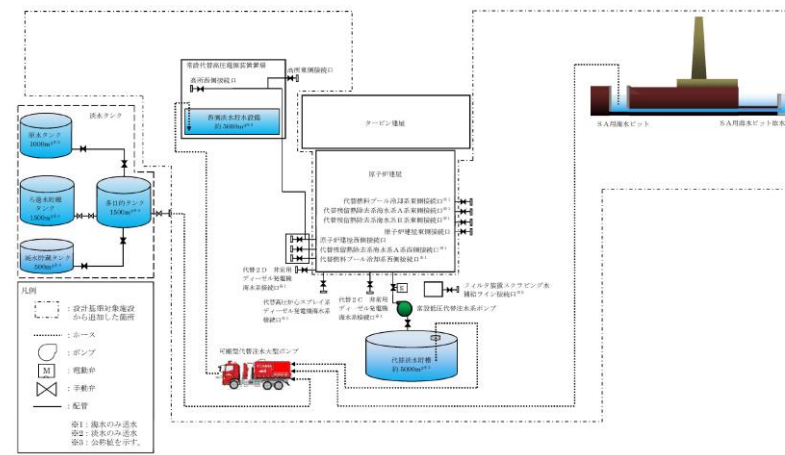 常設代替高圧電源装置置場
高所東側接続口
高所西側接続口
西側淡水貯水設備
約5000m³※3
淡水タンク
原水タンク
1000m³※3
ろ過水貯蔵
タンク
1500m³※3
多目的タンク
1500m³※3
純水貯蔵タンク
500m³※3
タービン建屋
原子炉建屋
代替燃料プール冷却系東側接続口※1
代替残留熱除去系海水系A系東側接続口※1
代替残留熱除去系海水系B系東側接続口※1
原子炉建屋東側接続口
原子炉建屋西側接続口
代替残留熱除去系海水系A系西側接続口※1
代替燃料プール冷却系西側接続口※1
代替2D 非常用
ディーゼル発電機
海水系接続口※1
代替高圧炉心スプレイ系
ディーゼル発電機海水系
接続口※1
代替2C 非常用
ディーゼル発電機
海水系接続口※1
フィルタ装置スクラビング水
補給ライン接続口※2
常設低圧代替注水系ポンプ
代替淡水貯槽
約5000m³※3
可搬型代替注水大型ポンプ
SA用海水ピット
SA用海水ピット取水
凡例
:設計基準対象施設
から追加した箇所
:ホース
:ポンプ
M
:電動弁
:手動弁
:配管
※1:海水のみ送水
※2:淡水のみ送水
※3:公称値を示す。